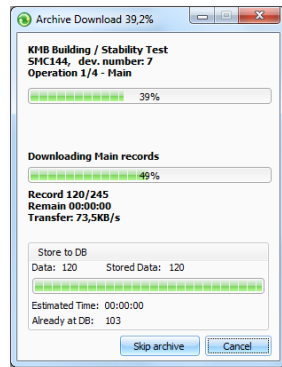 Archive Download 39,2%
KMB Building / Stability Test
SMC144, dev. number: 7
Operation 1/4 - Main
39%
Downloading Main records
49%
Record 120/245
Remain 00:00:00
Transfer: 73,5KB/s
Store to DB
Data: 120 Stored Data: 120
Estimated Time: 00:00:00
Already at DB: 103
Skip archive Cancel